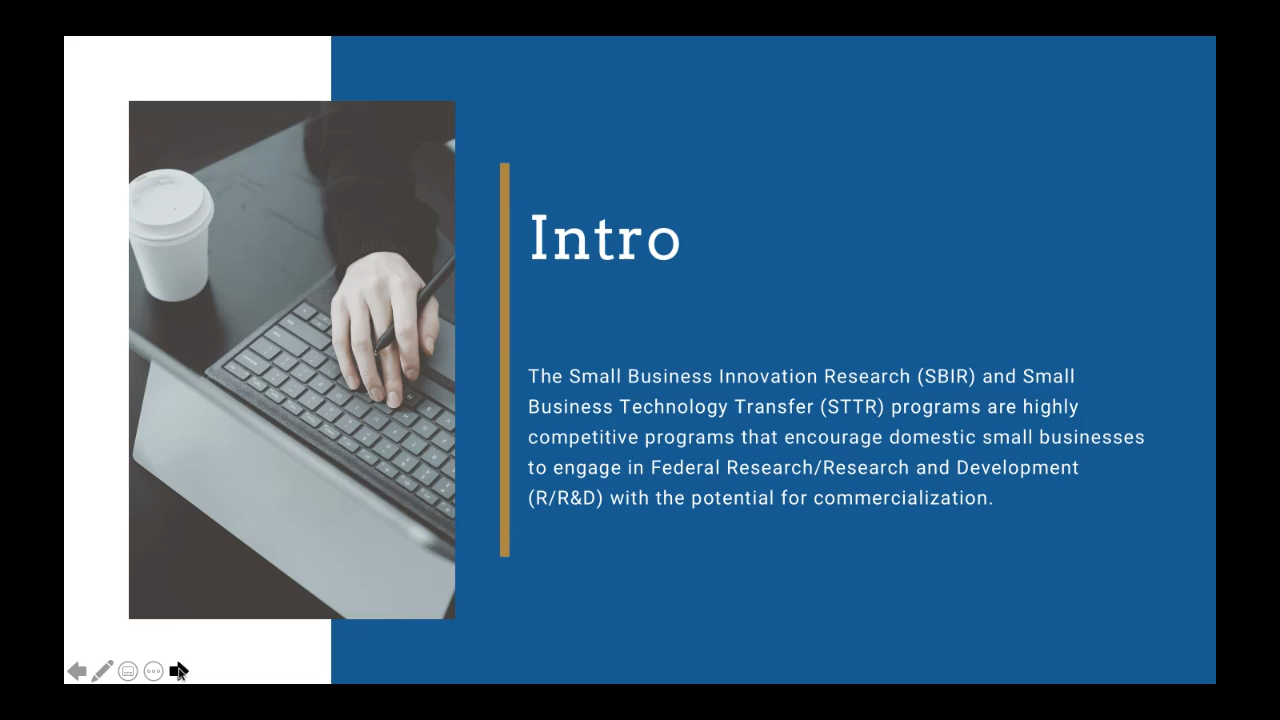 Intro
The Small Business Innovation Research (SBIR) and Small
Business Technology Transfer (STTR) programs are highly
competitive programs that encourage domestic small businesses
to engage in Federal Research/Research and Development
(R/R&D) with the potential for commercialization.